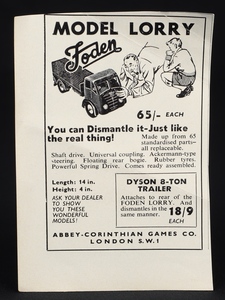 MODEL LORRY
Foden
65/- EACH
You can Dismantle it-Just like
the real thing!
Made up from 65
standardised parts-
all replaceable.
Shaft drive. Universal coupling. Ackermann-type
steering. Floating rear bogie. Rubber tyres.
Powerful Spring Drive. Comes ready assembled.
Length: 14 in.
Height: 4 in.
ASK YOUR DEALER
TO SHOW
YOU THESE
WONDERFUL
MODELS!
DYSON 8-TON
TRAILER
Attaches to rear of the
FODEN LORRY. And
dismantles in the
same manner.
18/9
EACH
ABBEY-CORINTHIAN GAMES CO.
LONDON S.W.1